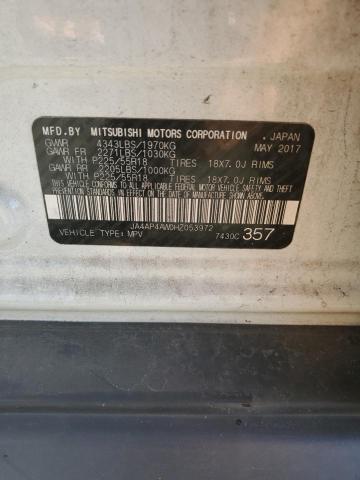 MFD.BY MITSUBISHI MOTORS CORPORATION , JAPAN
GVWR 4343LBS/1970KG MAY 2017
GAWR FR 2271LBS/1030KG
WITH P225/55R18 TIRES 18X7.0J RIMS
GAWR RR 2205LBS/1000KG
WITH P225/55R18 TIRES 18X7.0J RIMS
THIS VEHICLE CONFORMS TO ALL APPLICABLE FEDERAL MOTOR VEHICLE SAFETY AND THEFT PREVENTION STANDARDS IN EFFECT ON THE DATE OF MANUFACTURE SHOWN ABOVE.
JA4AP4AW0HZ053972
VEHICLE TYPE: MPV 7430C 357